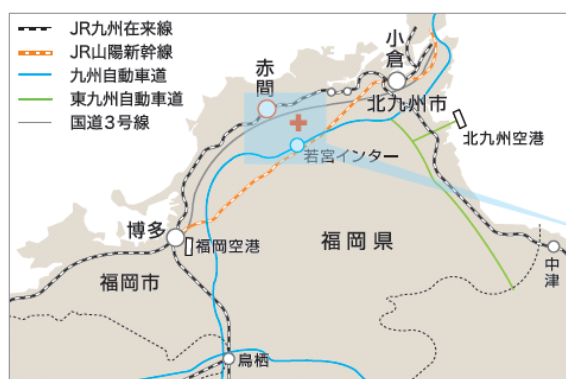 JR九州在来線
JR山陽新幹線
九州自動車道
東九州自動車道
国道3号線
小倉
赤間
北九州市
北九州空港
若宮インター
博多
福岡空港
福岡県
福岡市
中津
鳥栖